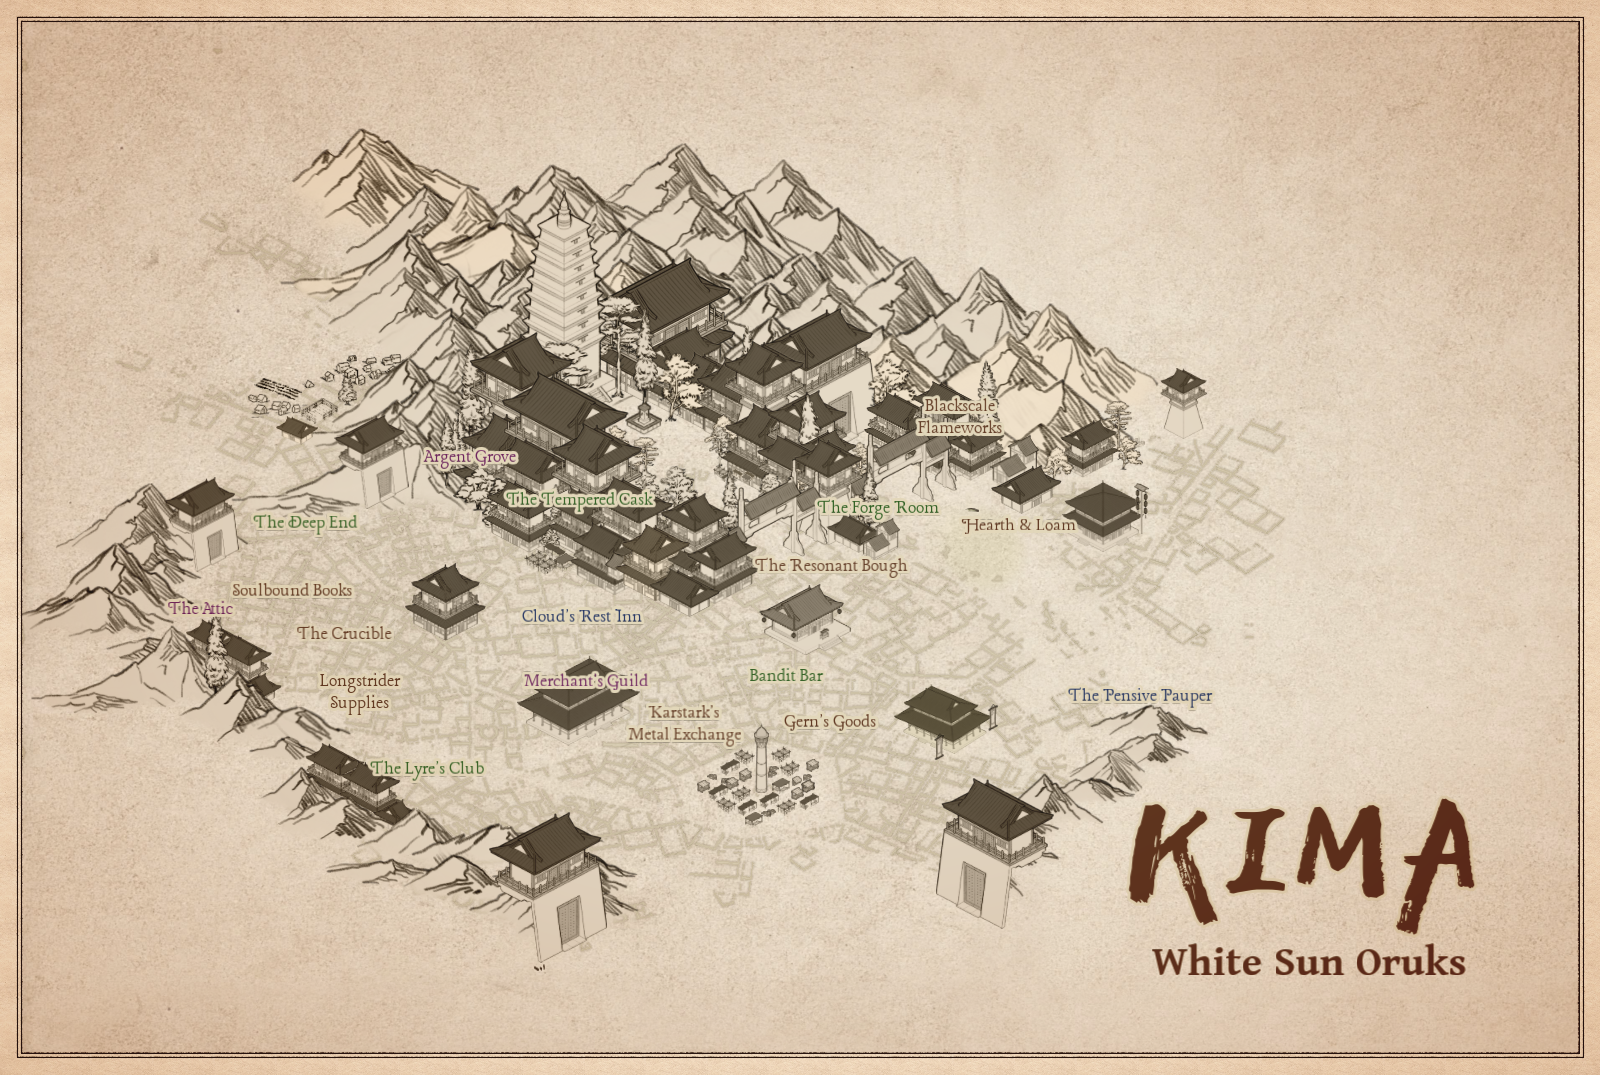 Blackscale
Flameworks
Argent Grove
The Tempered Cask
The Forge Room
The Deep End
Hearth & Loam
The Resonant Bough
Soulbound Books
The Attic
Cloud's Rest Inn
The Crucible
Bandit Bar
Longstrider
Supplies
Merchant's Guild
The Pensive Pauper
Karstark's
Metal Exchange
Gern's Goods
The Lyre's Club
KIMA
White Sun Oruks